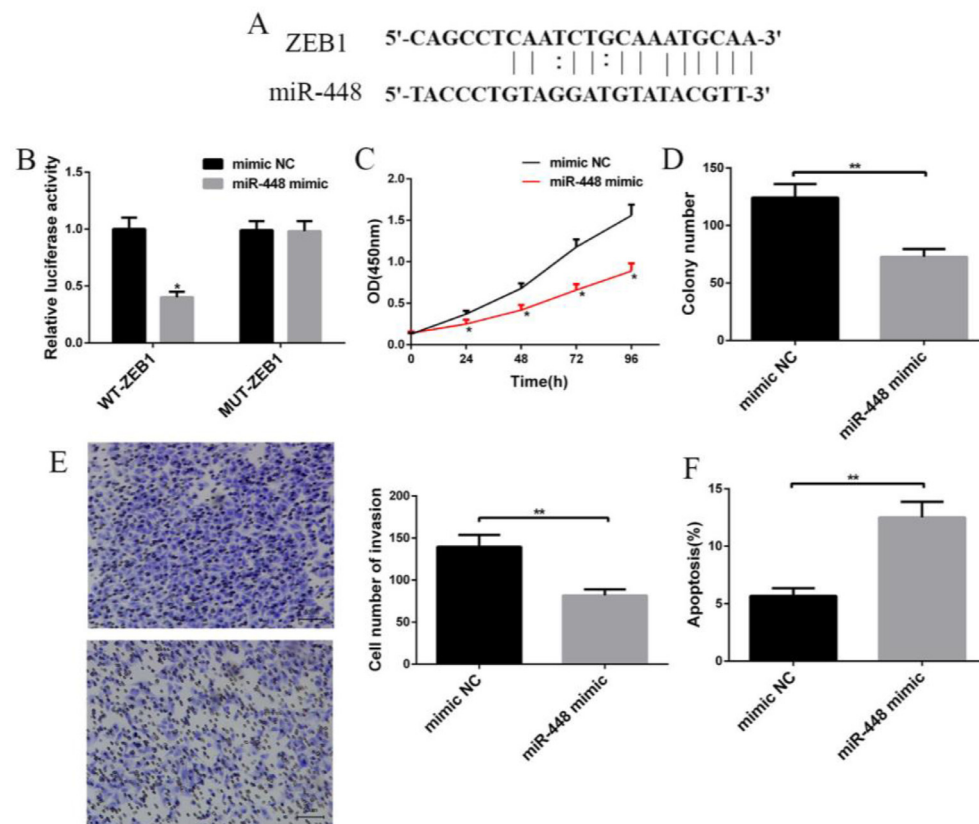 A
ZEB1 5'-CAGCCTCAATCTGCAAATGCAA-3'
miR-448 5'-TACCCTGTAGGATGTATACGTT-3'
B
mimic NC
miR-448 mimic
Relative luciferase activity
1.5
1.0
0.5
0.0
*
WT-ZEB1
MUT-ZEB1
C
mimic NC
miR-448 mimic
OD(450nm)
2.0
1.5
1.0
0.5
0.0
* * * *
0 24 48 72 96
Time(h)
D
Colony number
150
100
50
0
**
mimic NC
miR-448 mimic
E
Cell number of invasion
200
150
100
50
0
**
mimic NC
miR-448 mimic
F
Apoptosis(%)
15
10
5
0
**
mimic NC
miR-448 mimic